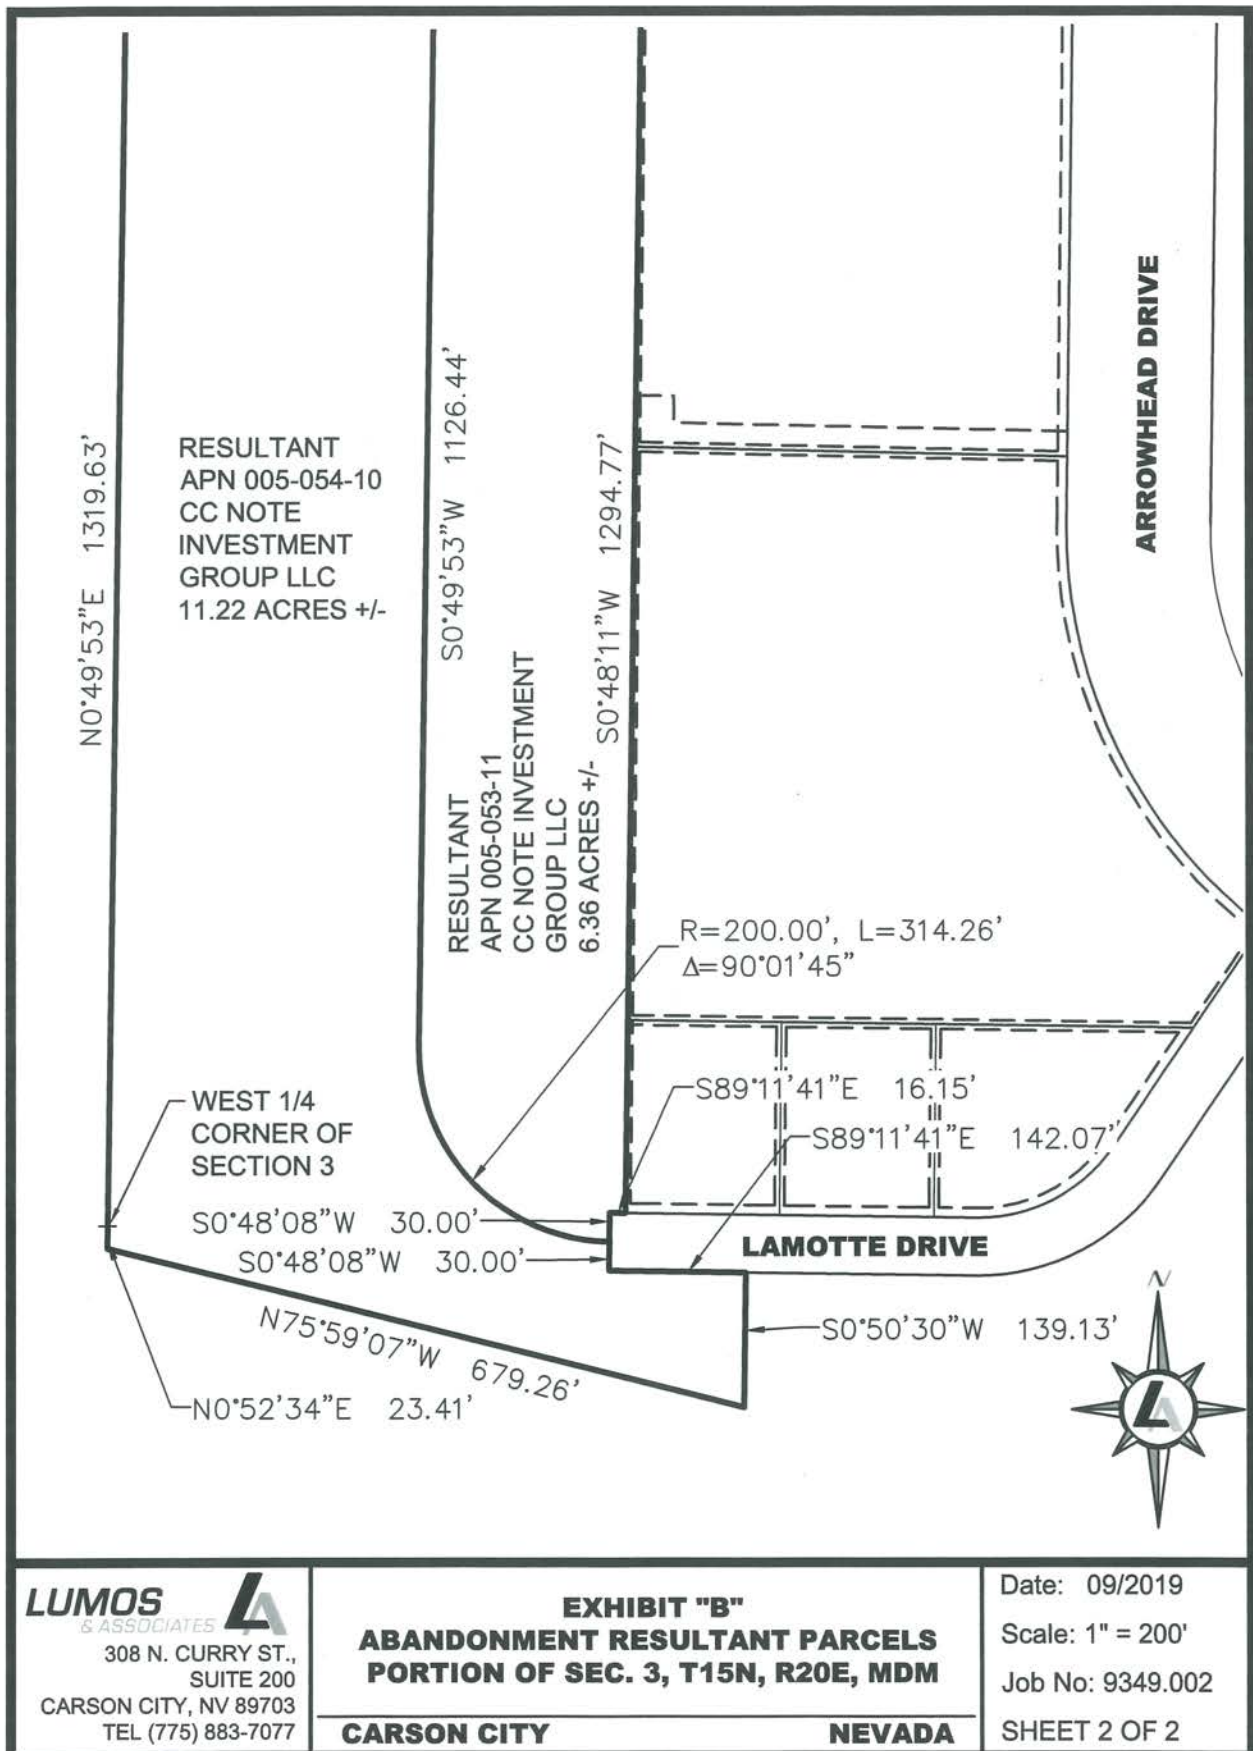 ARROWHEAD DRIVE
N0°49'53"E 1319.63'
RESULTANT
APN 005-054-10
CC NOTE
INVESTMENT
GROUP LLC
11.22 ACRES +/-
S0°49'53"W 1126.44'
S0°48'11"W 1294.77'
RESULTANT
APN 005-053-11
CC NOTE INVESTMENT
GROUP LLC
6.36 ACRES +/-
R=200.00', L=314.26'
Δ=90°01'45"
WEST 1/4
CORNER OF
SECTION 3
S89°11'41"E 16.15'
S89°11'41"E 142.07'
S0°48'08"W 30.00'
S0°48'08"W 30.00'
LAMOTTE DRIVE
N75°59'07"W 679.26'
S0°50'30"W 139.13'
N0°52'34"E 23.41'
N
LA
LUMOS LA
& ASSOCIATES
308 N. CURRY ST.,
SUITE 200
CARSON CITY, NV 89703
TEL (775) 883-7077
EXHIBIT "B"
ABANDONMENT RESULTANT PARCELS
PORTION OF SEC. 3, T15N, R20E, MDM
CARSON CITY NEVADA
Date: 09/2019
Scale: 1" = 200'
Job No: 9349.002
SHEET 2 OF 2